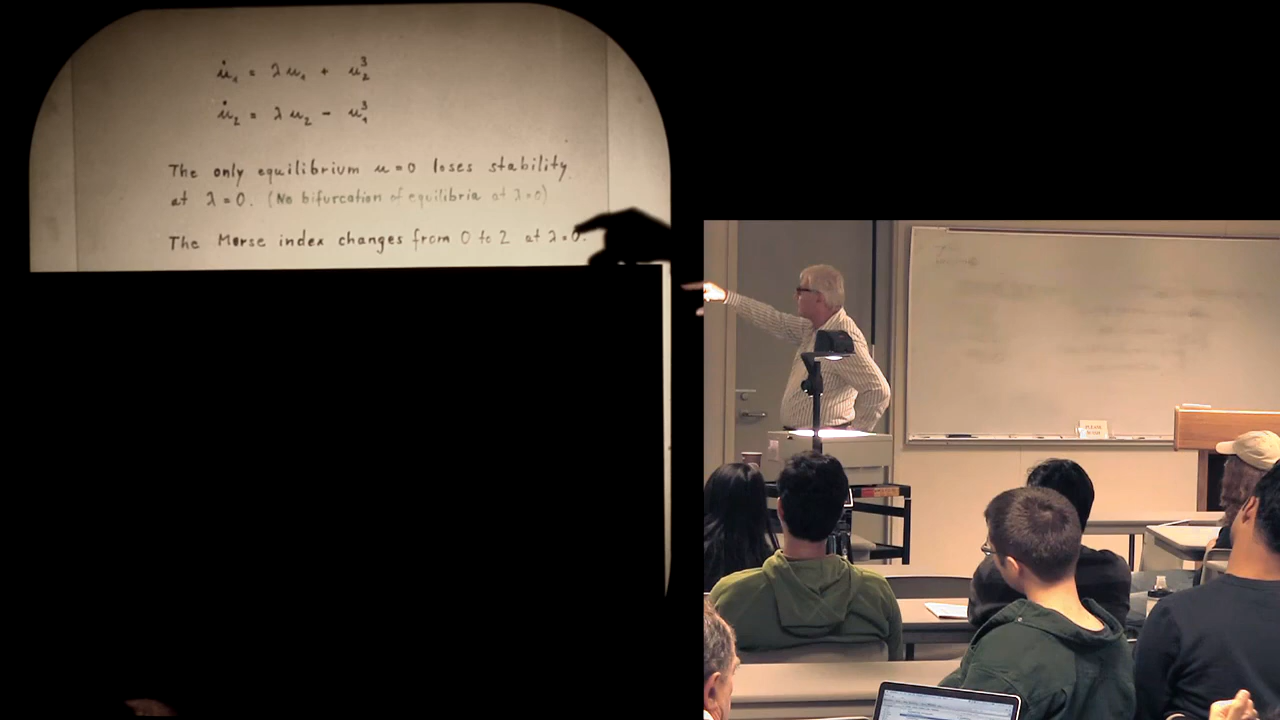 u̇₁ = λu₁ + u₂³
u̇₂ = λu₂ − u₁³
The only equilibrium u=0 loses stability
at λ=0. (No bifurcation of equilibria at λ=0)
The Morse index changes from 0 to 2 at λ=0.
PLEASE